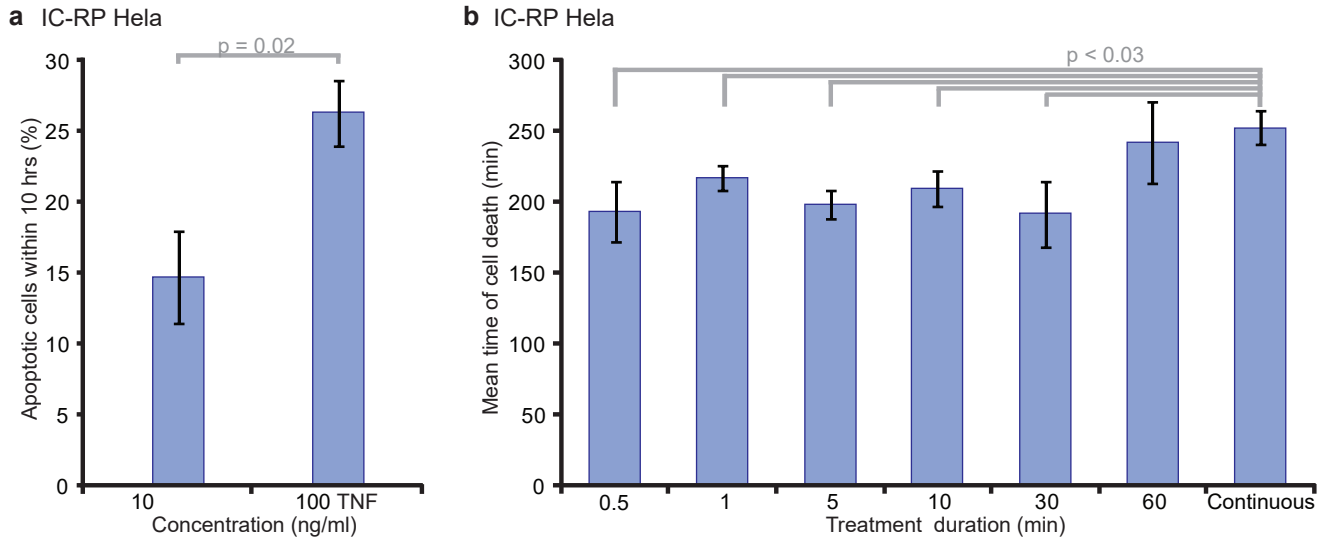 a IC-RP Hela
p = 0.02
30
25
20
15
10
5
0
Apoptotic cells within 10 hrs (%)
10
100 TNF
Concentration (ng/ml)
b IC-RP Hela
p < 0.03
300
250
200
150
100
50
0
Mean time of cell death (min)
0.5
1
5
10
30
60
Continuous
Treatment duration (min)